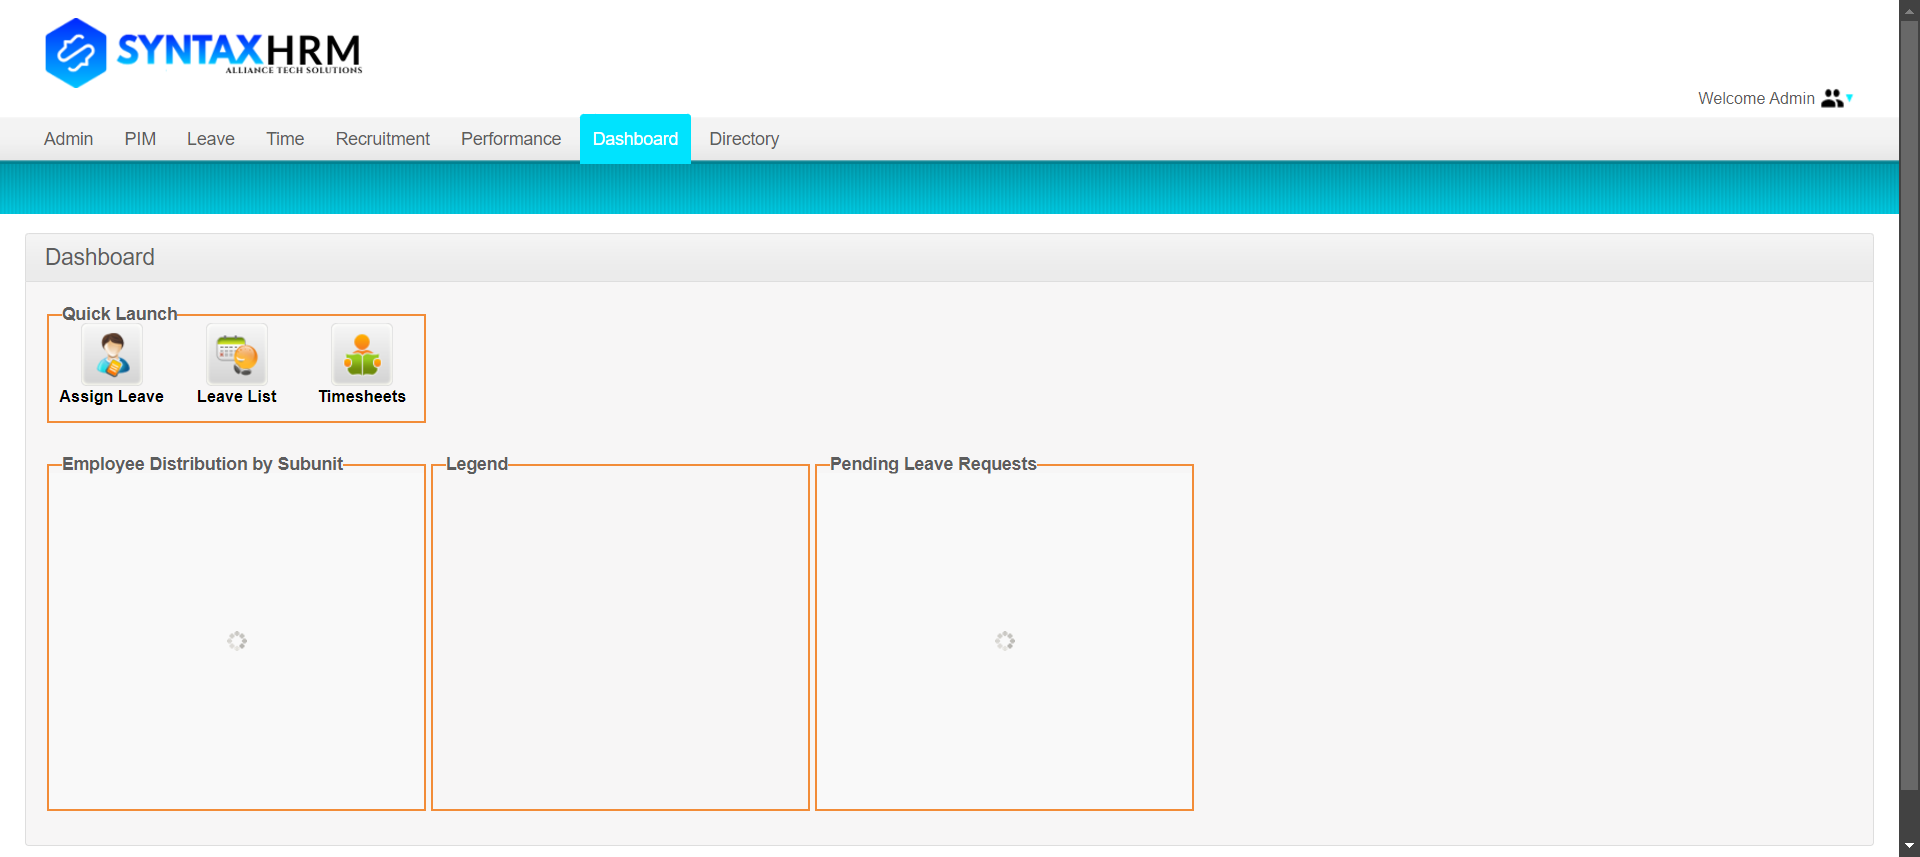 SYNTAXHRM
ALLIANCE TECH SOLUTIONS
Welcome Admin
Admin PIM Leave Time Recruitment Performance Dashboard Directory
Dashboard
Quick Launch
Assign Leave Leave List Timesheets
Employee Distribution by Subunit Legend Pending Leave Requests